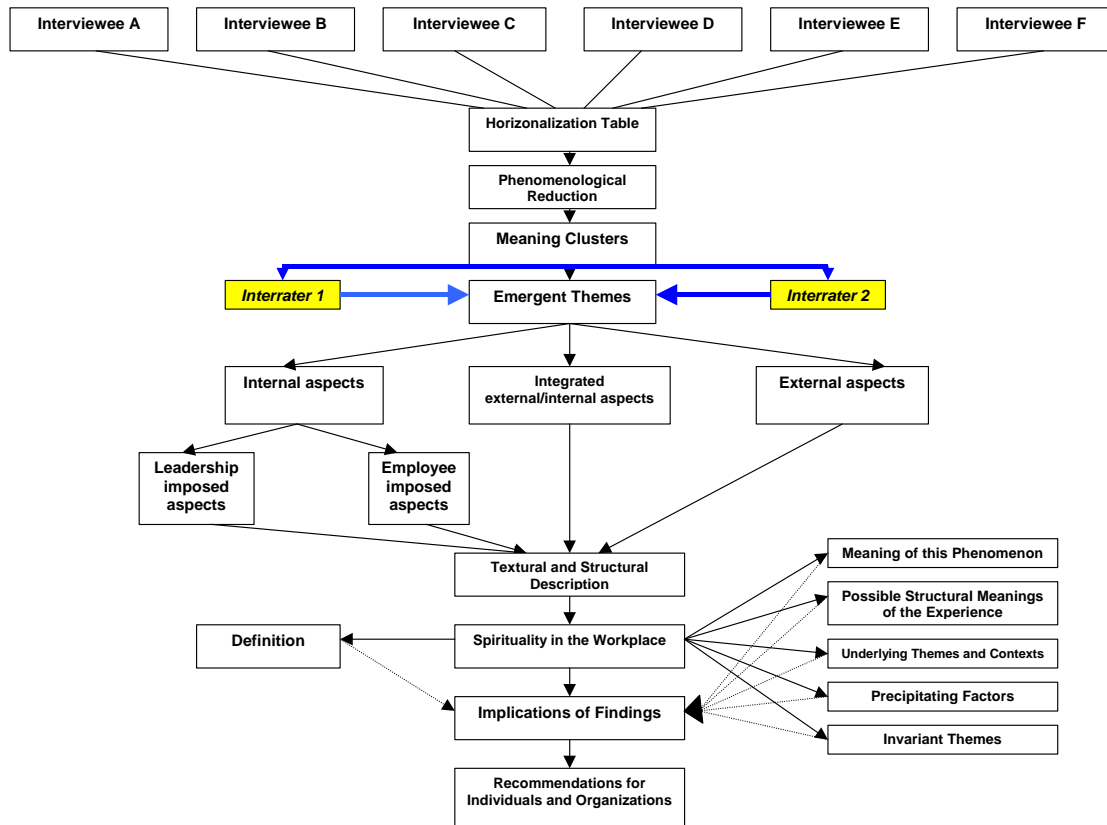 Interviewee A
Interviewee B
Interviewee C
Interviewee D
Interviewee E
Interviewee F
Horizonalization Table
Phenomenological
Reduction
Meaning Clusters
Interrater 1
Emergent Themes
Interrater 2
Internal aspects
Integrated
external/internal aspects
External aspects
Leadership
imposed
aspects
Employee
imposed
aspects
Textural and Structural
Description
Meaning of this Phenomenon
Possible Structural Meanings
of the Experience
Definition
Spirituality in the Workplace
Underlying Themes and Contexts
Precipitating Factors
Implications of Findings
Invariant Themes
Recommendations for
Individuals and Organizations